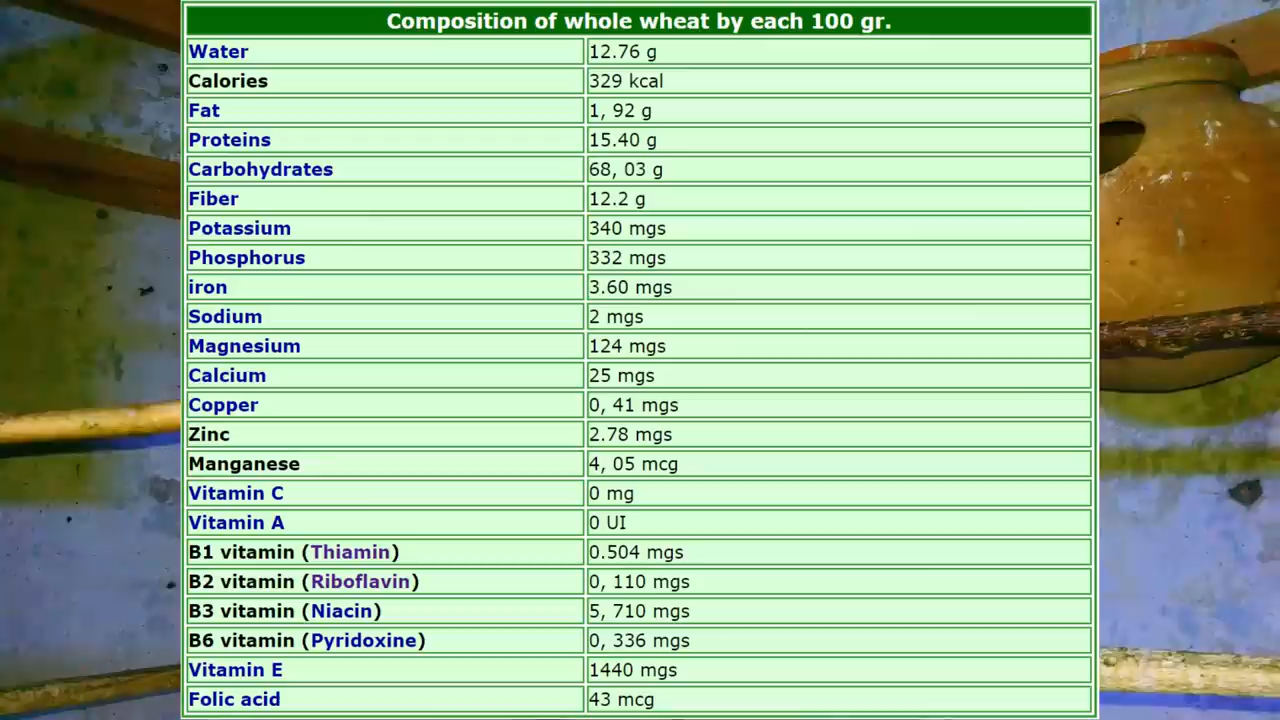 Composition of whole wheat by each 100 gr.
Water 12.76 g
Calories 329 kcal
Fat 1, 92 g
Proteins 15.40 g
Carbohydrates 68, 03 g
Fiber 12.2 g
Potassium 340 mgs
Phosphorus 332 mgs
iron 3.60 mgs
Sodium 2 mgs
Magnesium 124 mgs
Calcium 25 mgs
Copper 0, 41 mgs
Zinc 2.78 mgs
Manganese 4, 05 mcg
Vitamin C 0 mg
Vitamin A 0 UI
B1 vitamin (Thiamin) 0.504 mgs
B2 vitamin (Riboflavin) 0, 110 mgs
B3 vitamin (Niacin) 5, 710 mgs
B6 vitamin (Pyridoxine) 0, 336 mgs
Vitamin E 1440 mgs
Folic acid 43 mcg